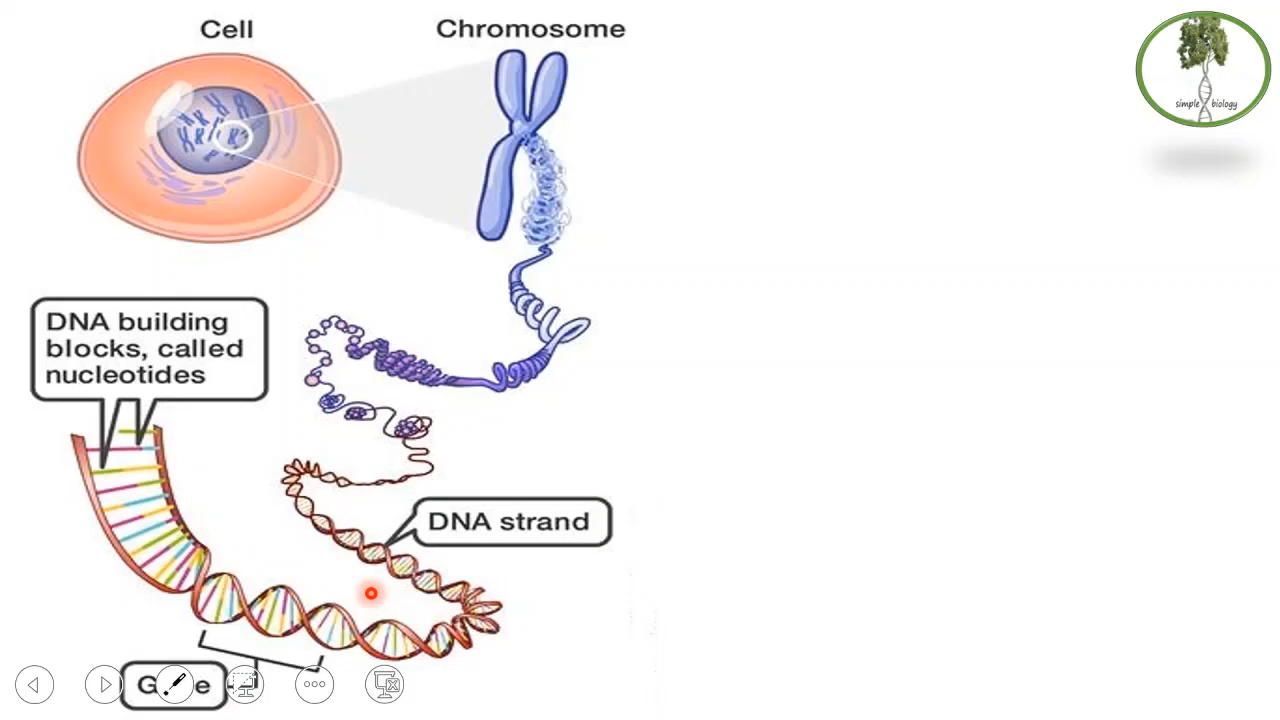 Cell
Chromosome
simple biology
DNA building
blocks, called
nucleotides
DNA strand